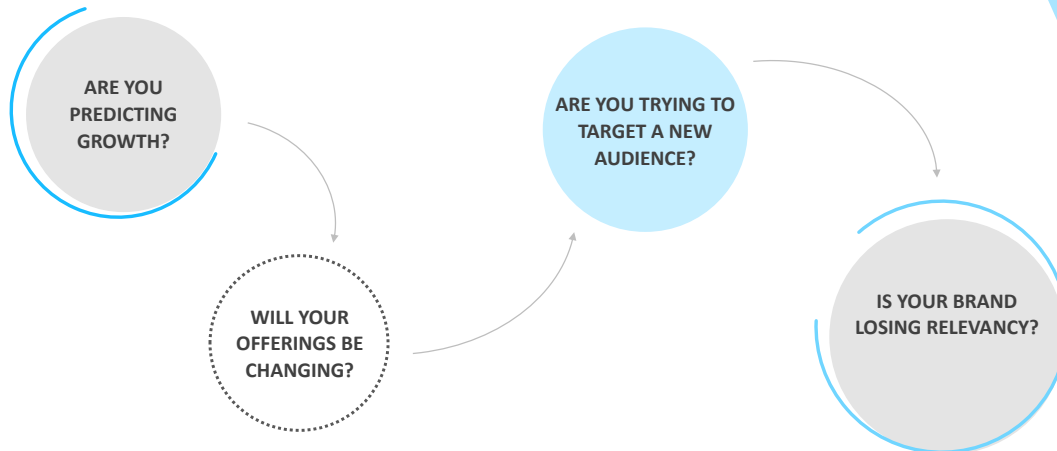 ARE YOU
PREDICTING
GROWTH?
WILL YOUR
OFFERINGS BE
CHANGING?
ARE YOU TRYING TO
TARGET A NEW
AUDIENCE?
IS YOUR BRAND
LOSING RELEVANCY?